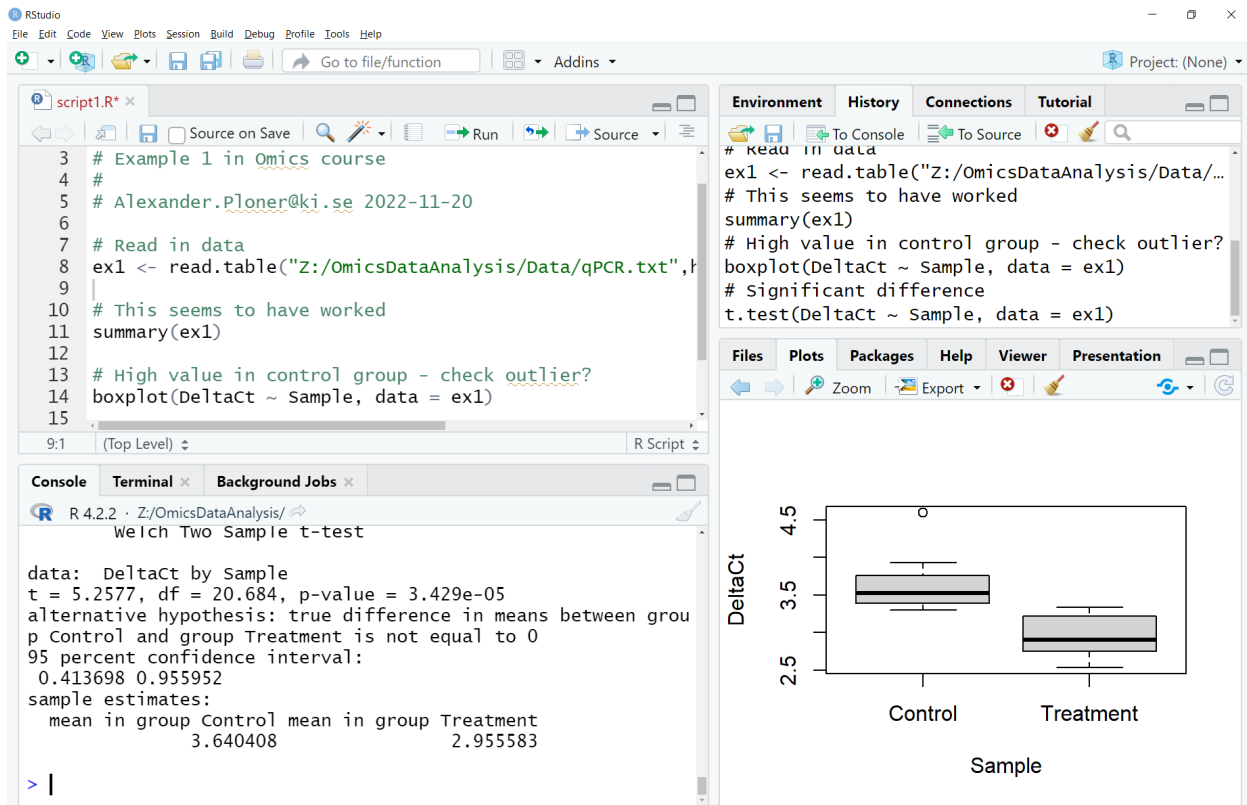 RStudio
File Edit Code View Plots Session Build Debug Profile Tools Help
Go to file/function
Addins
Project: (None)
script1.R*
Source on Save
Run
Source
3 # Example 1 in Omics course
4 #
5 # Alexander.Ploner@ki.se 2022-11-20
6
7 # Read in data
8 ex1 <- read.table("Z:/OmicsDataAnalysis/Data/qPCR.txt",h
9
10 # This seems to have worked
11 summary(ex1)
12
13 # High value in control group - check outlier?
14 boxplot(DeltaCt ~ Sample, data = ex1)
15
9:1 (Top Level) R Script
Console Terminal Background Jobs
R 4.2.2 · Z:/OmicsDataAnalysis/
Welch Two Sample t-test
data:  DeltaCt by Sample
t = 5.2577, df = 20.684, p-value = 3.429e-05
alternative hypothesis: true difference in means between grou
p Control and group Treatment is not equal to 0
95 percent confidence interval:
0.413698 0.955952
sample estimates:
mean in group Control mean in group Treatment
3.640408 2.955583
>
Environment History Connections Tutorial
To Console To Source
# Read in data
ex1 <- read.table("Z:/OmicsDataAnalysis/Data/…
# This seems to have worked
summary(ex1)
# High value in control group - check outlier?
boxplot(DeltaCt ~ Sample, data = ex1)
# Significant difference
t.test(DeltaCt ~ Sample, data = ex1)
Files Plots Packages Help Viewer Presentation
Zoom Export
DeltaCt
4.5
3.5
2.5
Control Treatment
Sample